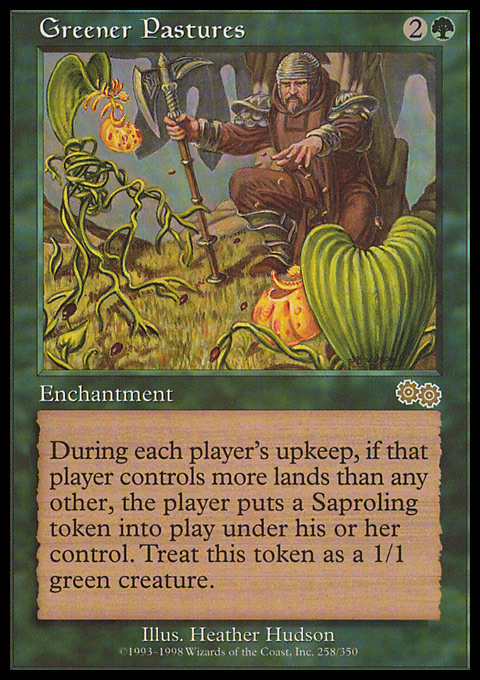 Greener Pastures 2
Enchantment
During each player's upkeep, if that
player controls more lands than any
other, the player puts a Saproling
token into play under his or her
control. Treat this token as a 1/1
green creature.
Illus. Heather Hudson
©1993-1998 Wizards of the Coast, Inc. 258/350